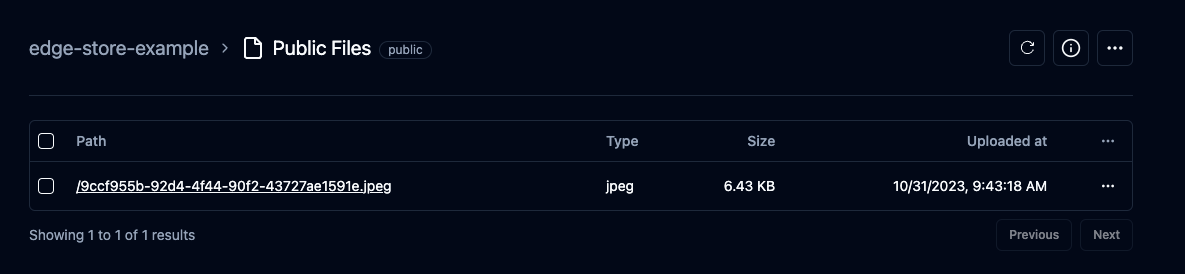 edge-store-example > Public Files public
Path Type Size Uploaded at ...
/9ccf955b-92d4-4f44-90f2-43727ae1591e.jpeg jpeg 6.43 KB 10/31/2023, 9:43:18 AM ...
Showing 1 to 1 of 1 results Previous Next